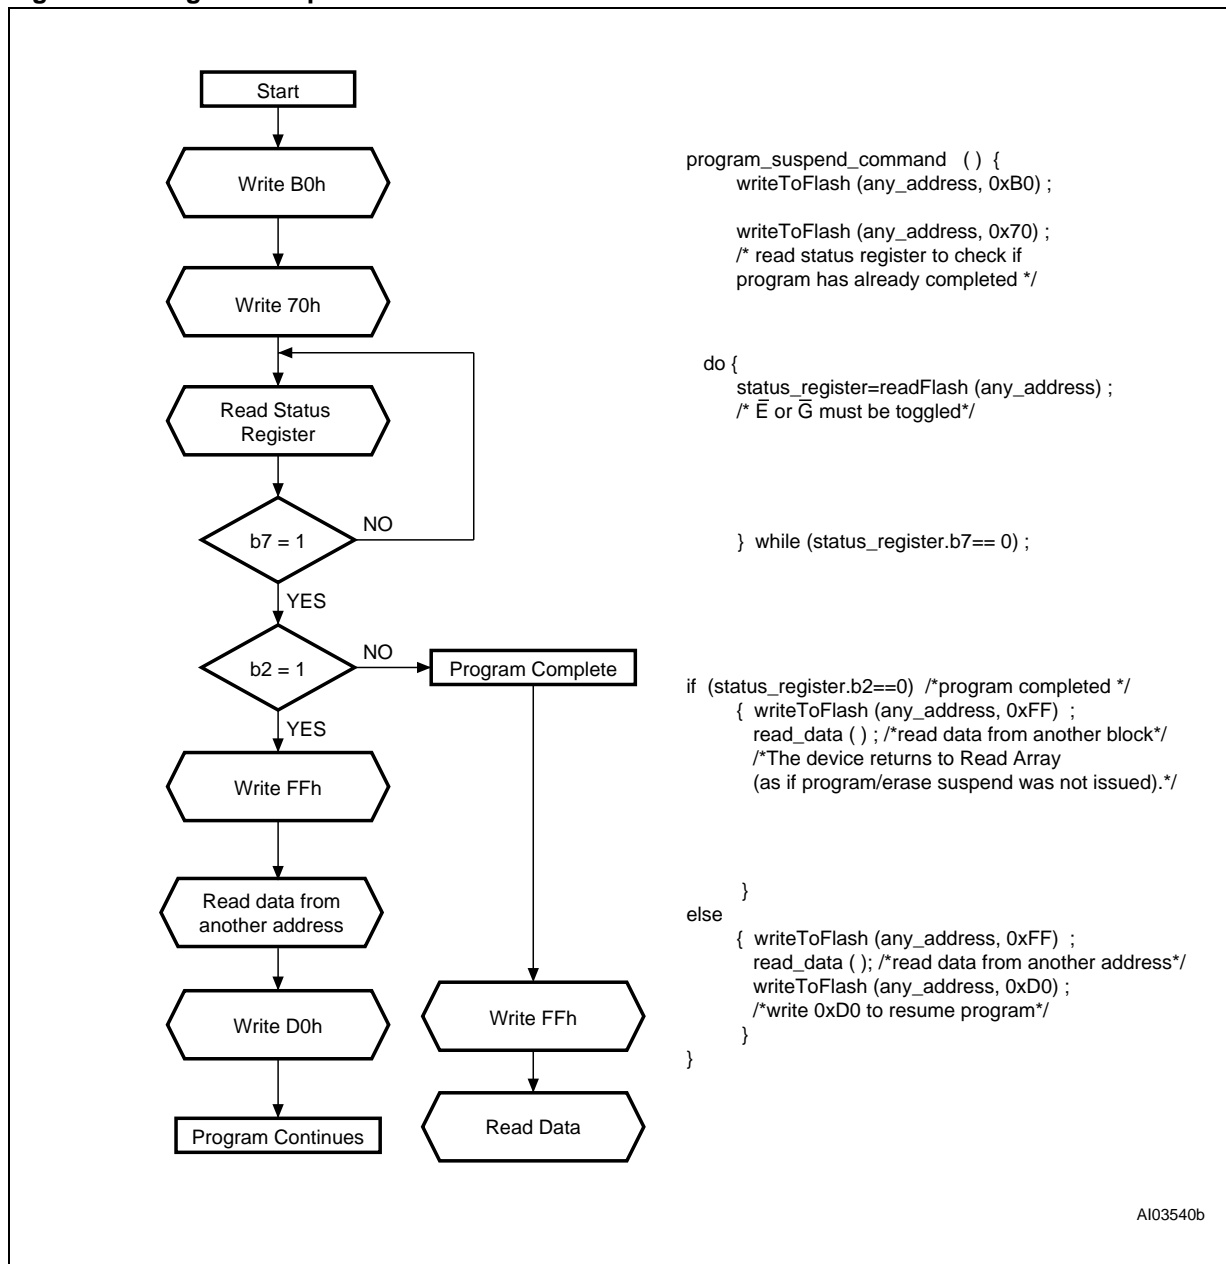 Start
Write B0h
Write 70h
Read Status
Register
NO
b7 = 1
YES
NO
b2 = 1
Program Complete
YES
Write FFh
Read data from
another address
Write D0h
Write FFh
Program Continues
Read Data
program_suspend_command ( ) {
writeToFlash (any_address, 0xB0) ;
writeToFlash (any_address, 0x70) ;
/* read status register to check if
program has already completed */
do {
status_register=readFlash (any_address) ;
/* E̅ or G̅ must be toggled*/
} while (status_register.b7== 0) ;
if (status_register.b2==0) /*program completed */
{ writeToFlash (any_address, 0xFF) ;
read_data ( ) ; /*read data from another block*/
/*The device returns to Read Array
(as if program/erase suspend was not issued).*/
}
else
{ writeToFlash (any_address, 0xFF) ;
read_data ( ); /*read data from another address*/
writeToFlash (any_address, 0xD0) ;
/*write 0xD0 to resume program*/
}
}
AI03540b